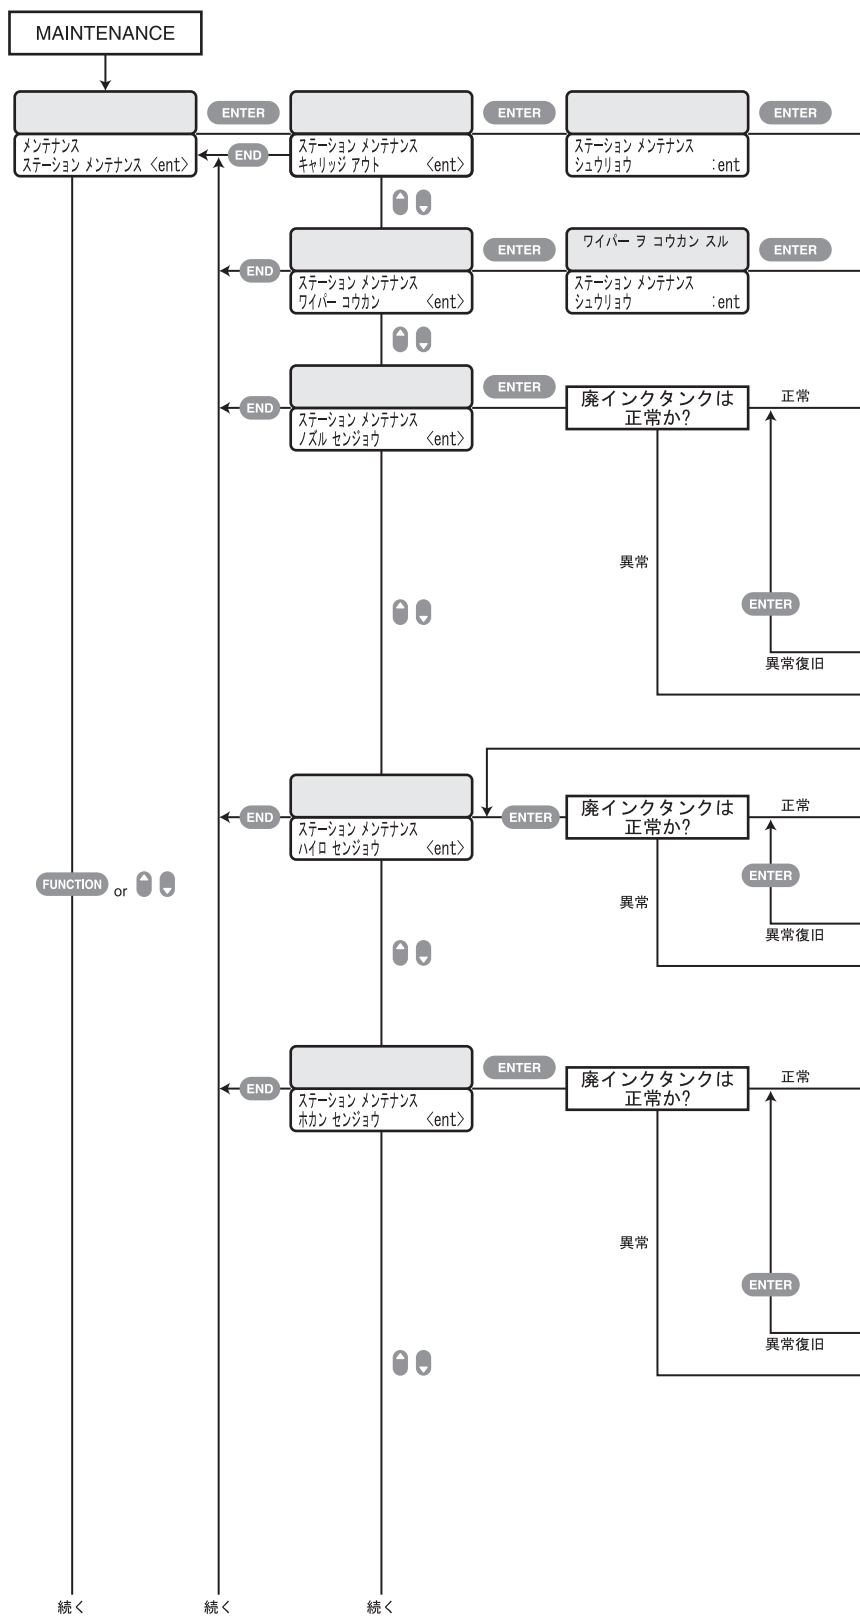 MAINTENANCE
ENTER
ENTER
ENTER
メンテナンス
ステーション メンテナンス <ent>
END
ステーション メンテナンス
キャリッジ アウト <ent>
ステーション メンテナンス
シュウリョウ :ent
ENTER
ワイパー ヲ コウカン スル
ENTER
END
ステーション メンテナンス
ワイパー コウカン <ent>
ステーション メンテナンス
シュウリョウ :ent
ENTER
END
ステーション メンテナンス
ノズル センジョウ <ent>
廃インクタンクは
正常か?
正常
異常
ENTER
異常復旧
END
ステーション メンテナンス
ハイロ センジョウ <ent>
ENTER
廃インクタンクは
正常か?
正常
FUNCTION or
異常
ENTER
異常復旧
ENTER
END
ステーション メンテナンス
ホカン センジョウ <ent>
廃インクタンクは
正常か?
正常
異常
ENTER
異常復旧
続く
続く
続く